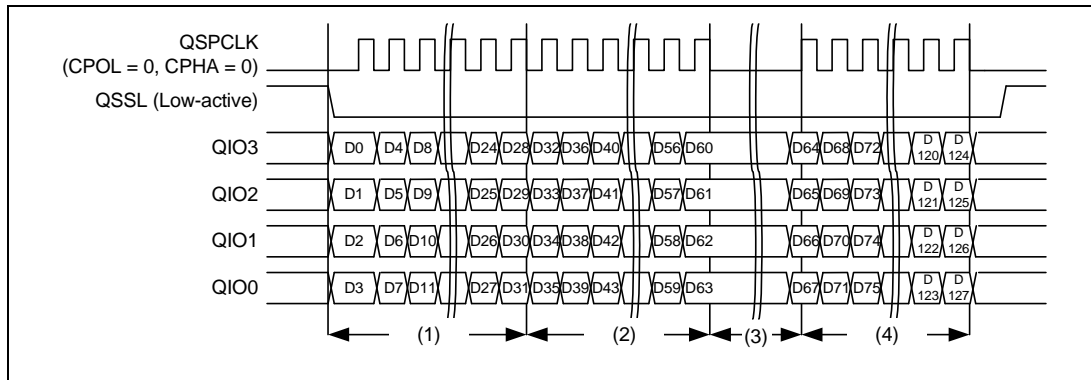 QSPCLK
(CPOL = 0, CPHA = 0)
QSSL (Low-active)
QIO3 D0 D4 D8 D24 D28 D32 D36 D40 D56 D60 D64 D68 D72 D 120 D 124
QIO2 D1 D5 D9 D25 D29 D33 D37 D41 D57 D61 D65 D69 D73 D 121 D 125
QIO1 D2 D6 D10 D26 D30 D34 D38 D42 D58 D62 D66 D70 D74 D 122 D 126
QIO0 D3 D7 D11 D27 D31 D35 D39 D43 D59 D63 D67 D71 D75 D 123 D 127
(1) (2) (3) (4)